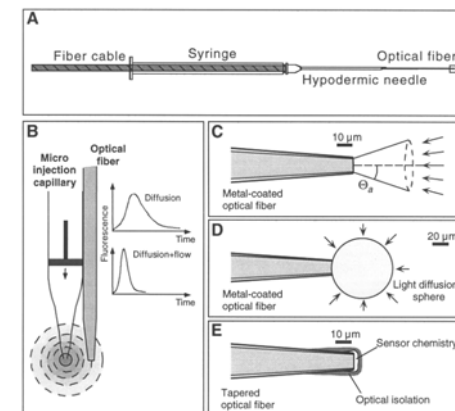 A
Fiber cable
Syringe
Optical fiber
Hypodermic needle
B
Optical
fiber
Micro
injection
capillary
Fluorescence
Diffusion
Time
Diffusion+flow
Time
C
10 µm
Θa
Metal-coated
optical fiber
D
20 µm
Light diffusion
sphere
Metal-coated
optical fiber
E
10 µm
Sensor chemistry
Tapered
optical fiber
Optical isolation